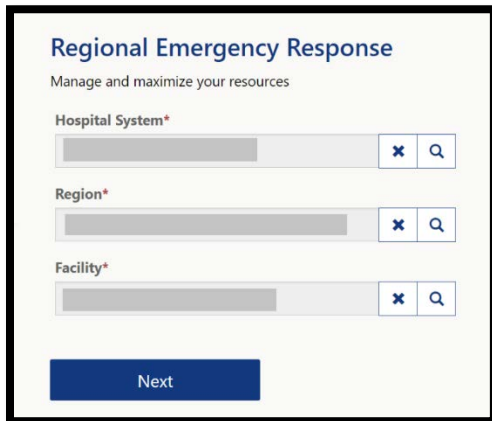 Regional Emergency Response
Manage and maximize your resources
Hospital System*
Region*
Facility*
Next